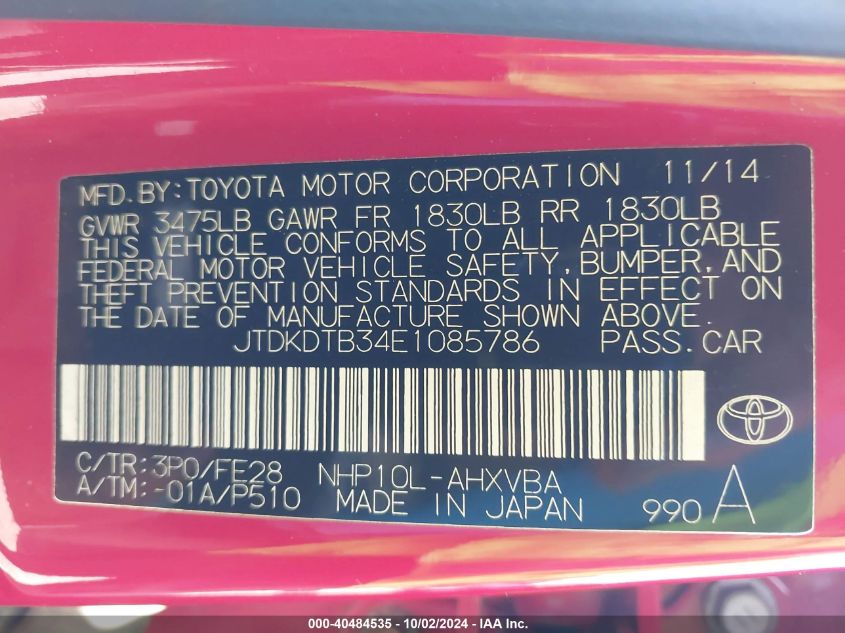 MFD. BY: TOYOTA MOTOR CORPORATION 11/14
GVWR 3475LB GAWR FR 1830LB RR 1830LB
THIS VEHICLE CONFORMS TO ALL APPLICABLE
FEDERAL MOTOR VEHICLE SAFETY, BUMPER, AND
THEFT PREVENTION STANDARDS IN EFFECT ON
THE DATE OF MANUFACTURE SHOWN ABOVE.
JTDKDTB34E1085786 PASS. CAR
C/TR: 3P0/FE28 NHP10L-AHXVBA
A/TM: -01A/P510 MADE IN JAPAN 990 A
000-40484535 - 10/02/2024 - IAA Inc.